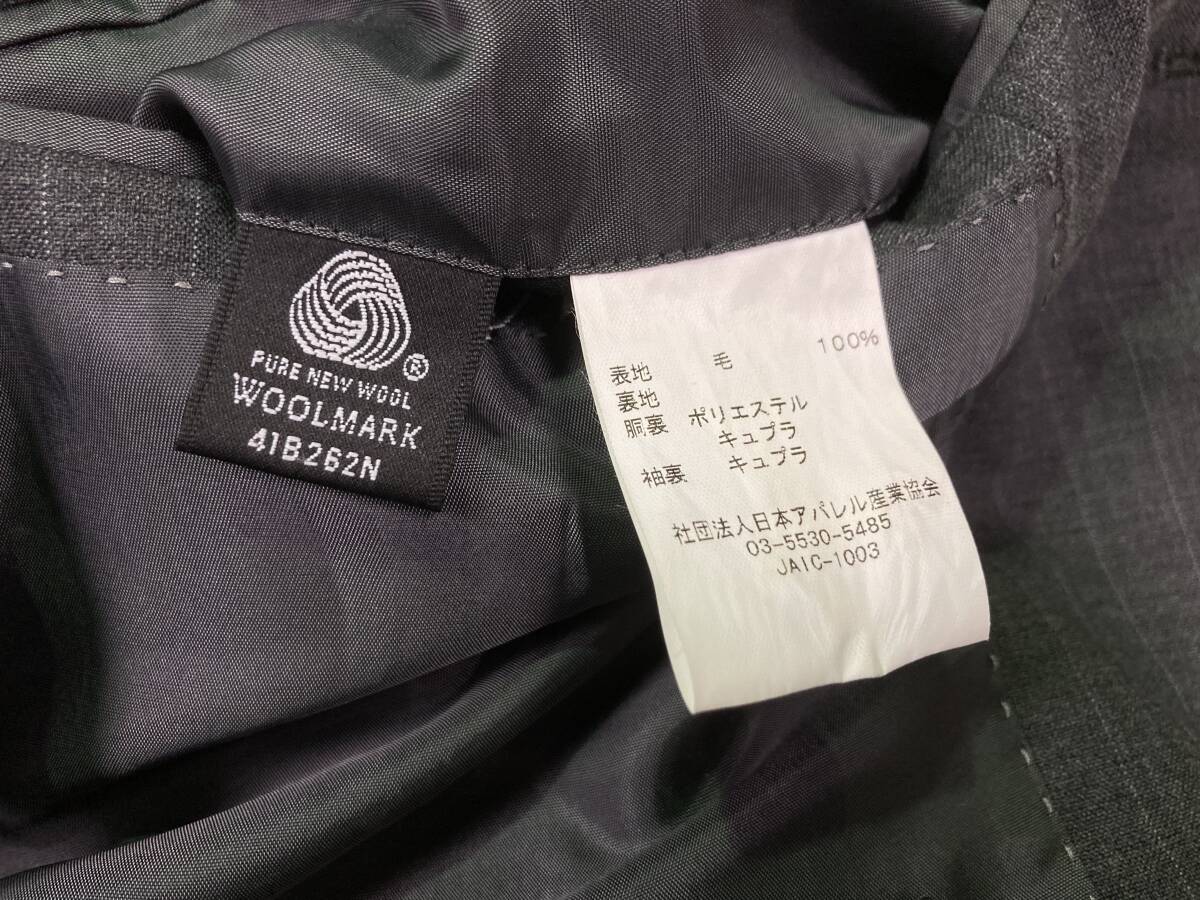 PURE NEW WOOL
®
WOOLMARK
41B262N
表地 毛 100%
裏地
胴裏 ポリエステル
キュプラ
袖裏 キュプラ
社団法人日本アパレル産業協会
03-5530-5485
JAIC-1003